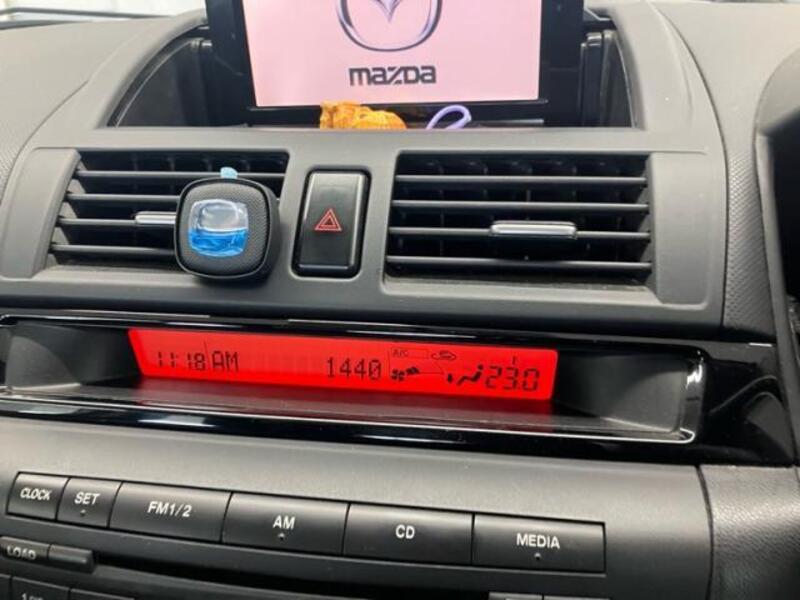 mazda
11:18 AM 1440 A/C 23.0
CLOCK SET FM1/2 AM CD MEDIA
LOAD